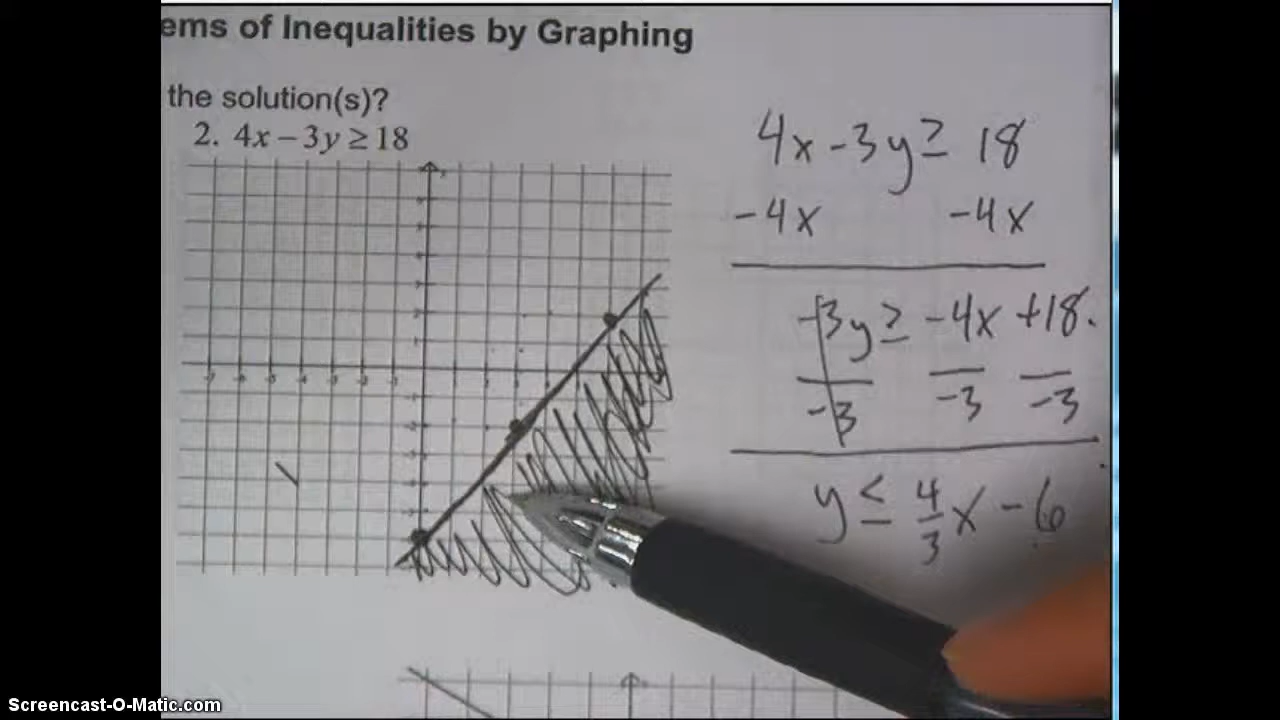 ems of Inequalities by Graphing
the solution(s)?
2. 4x – 3y ≥ 18
4x - 3y ≥ 18
-4x -4x
-3y ≥ -4x + 18.
-3 -3 -3
y ≤ 4/3 x - 6
Screencast-O-Matic.com